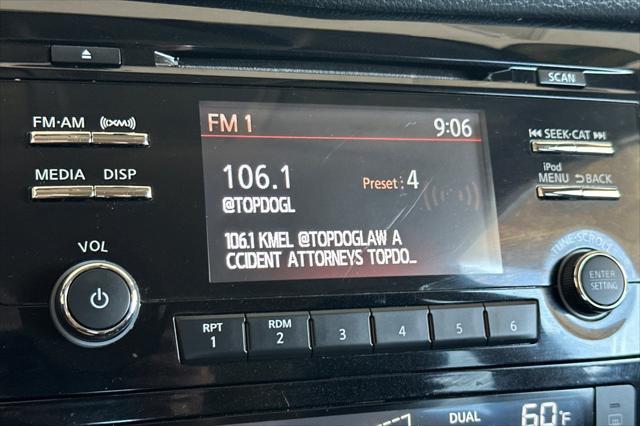 SCAN
FM·AM ((XM))
MEDIA DISP
VOL
FM 1 9:06
106.1 Preset : 4
@TOPDOGL
106.1 KMEL @TOPDOGLAW A
CCIDENT ATTORNEYS TOPDO...
SEEK·CAT
iPod
MENU BACK
TUNE·SCROLL
ENTER
SETTING
RPT
1
RDM
2
3
4
5
6
DUAL 60°F